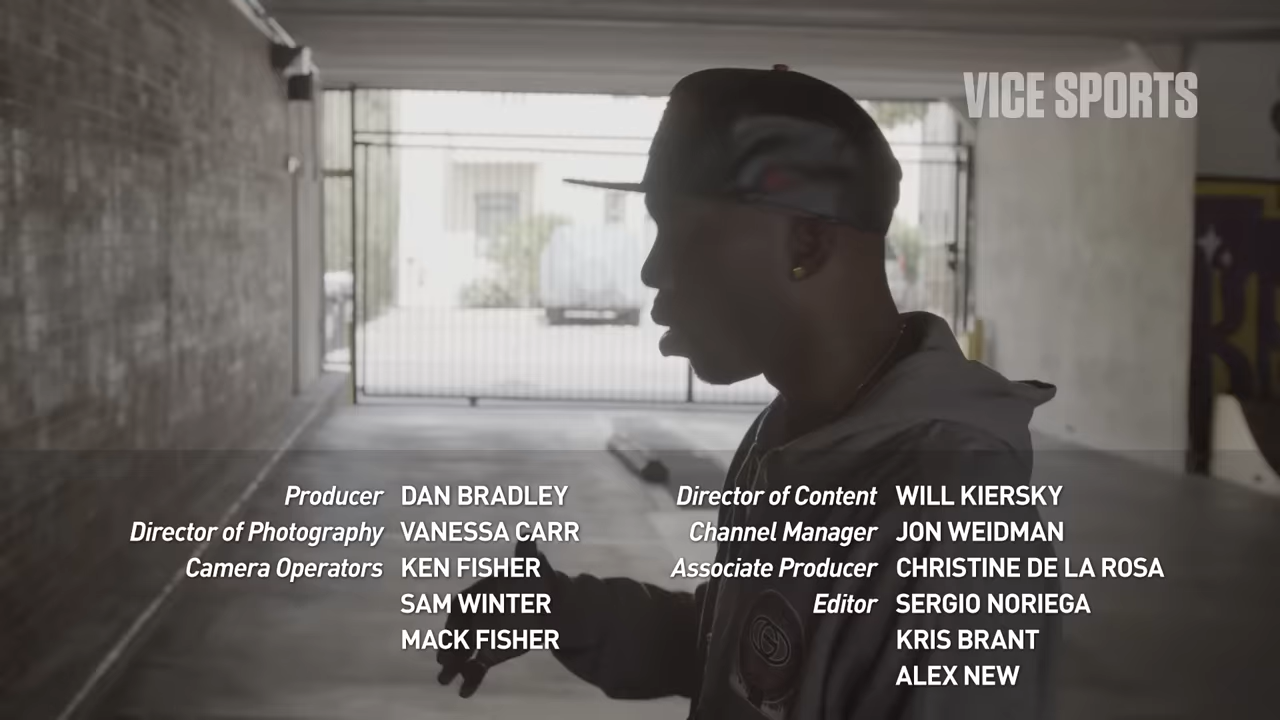 VICE SPORTS
Producer DAN BRADLEY
Director of Photography VANESSA CARR
Camera Operators KEN FISHER
SAM WINTER
MACK FISHER
Director of Content WILL KIERSKY
Channel Manager JON WEIDMAN
Associate Producer CHRISTINE DE LA ROSA
Editor SERGIO NORIEGA
KRIS BRANT
ALEX NEW